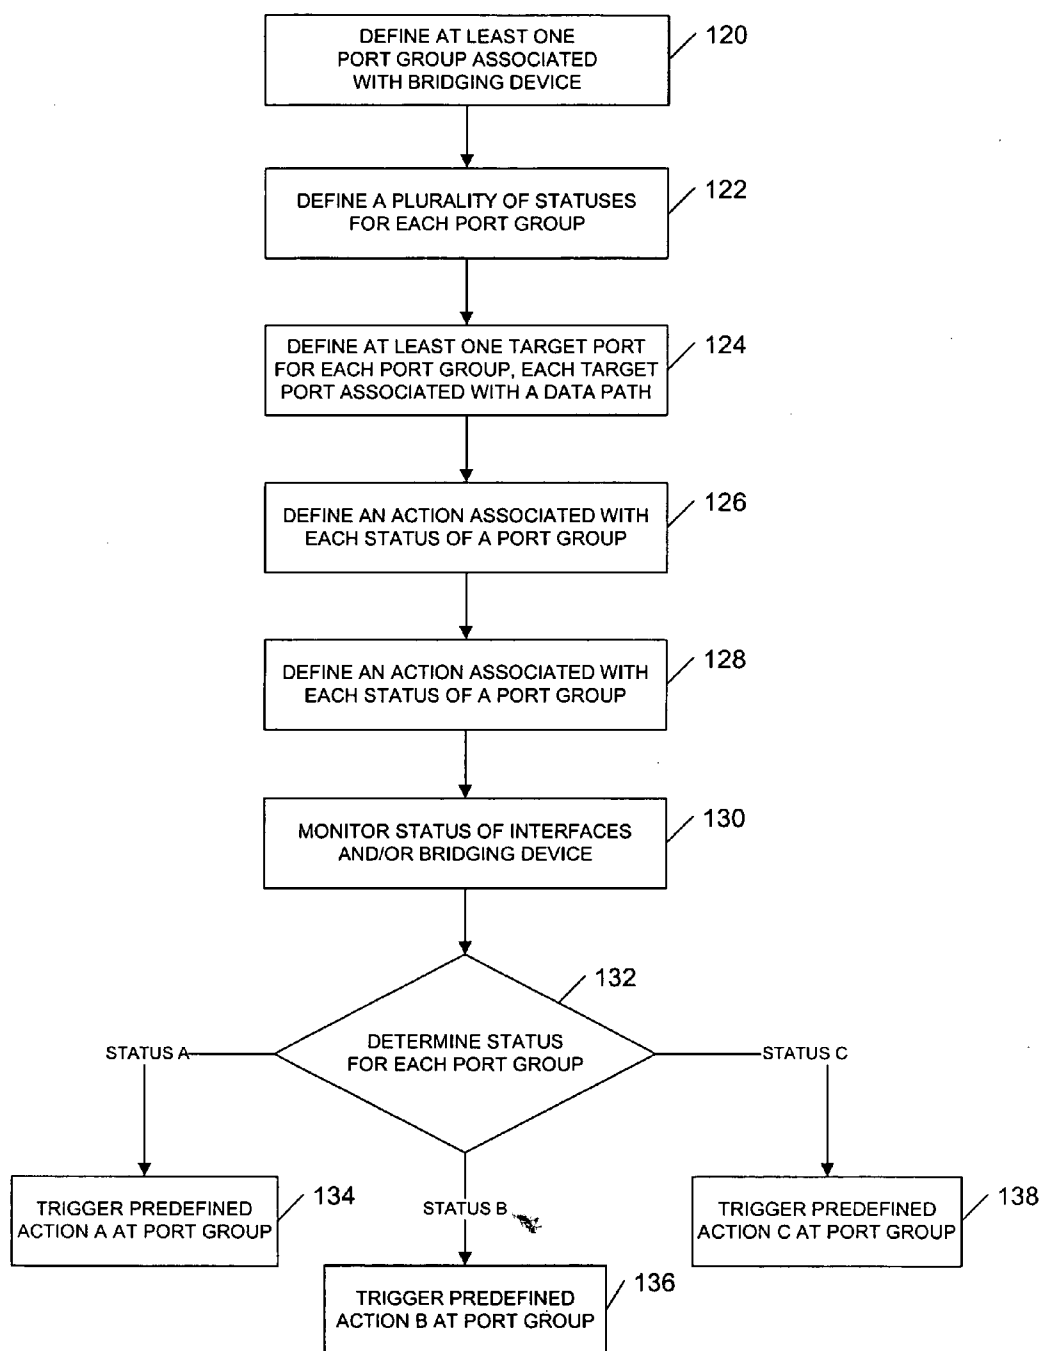 DEFINE AT LEAST ONE
PORT GROUP ASSOCIATED
WITH BRIDGING DEVICE
120
DEFINE A PLURALITY OF STATUSES
FOR EACH PORT GROUP
122
DEFINE AT LEAST ONE TARGET PORT
FOR EACH PORT GROUP, EACH TARGET
PORT ASSOCIATED WITH A DATA PATH
124
DEFINE AN ACTION ASSOCIATED WITH
EACH STATUS OF A PORT GROUP
126
DEFINE AN ACTION ASSOCIATED WITH
EACH STATUS OF A PORT GROUP
128
MONITOR STATUS OF INTERFACES
AND/OR BRIDGING DEVICE
130
132
DETERMINE STATUS
FOR EACH PORT GROUP
STATUS A
STATUS C
TRIGGER PREDEFINED
ACTION A AT PORT GROUP
134
STATUS B
TRIGGER PREDEFINED
ACTION C AT PORT GROUP
138
TRIGGER PREDEFINED
ACTION B AT PORT GROUP
136